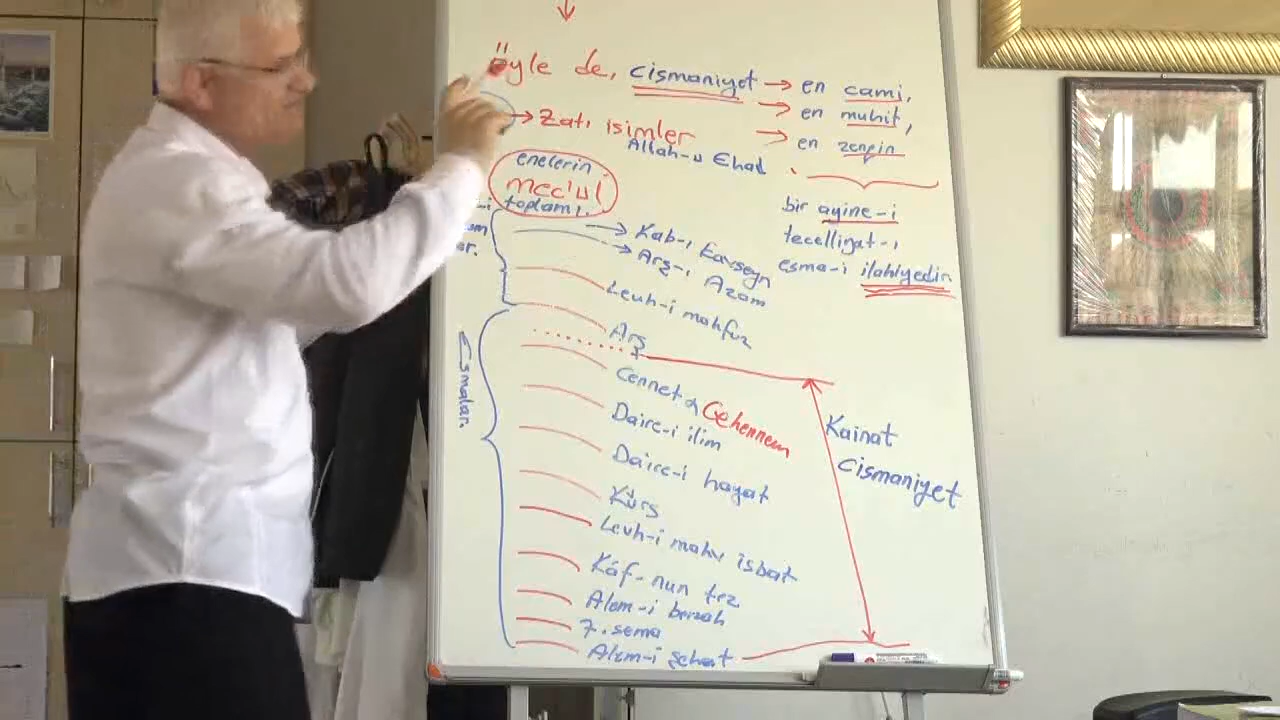 öyle de, cismaniyet → en cami,
→ en muhit,
→ en zengin
→ Zatı isimler
Allah-u Ehad
enelerin
mec'ul
toplamı.
bir ayine-i
tecelliyat-ı
esma-i ilahiyedir
→ Kab-ı Kavseyn
→ Arş-ı Azam
Levh-i mahfuz
Arş
Cennet Cehennem
Daire-i ilim
Daire-i hayat
Kürs
Levh-i mahv isbat
Kâf-nun tez
Alem-i berzah
7. sema
Alem-i şehat
Esmalar.
Kainat
cismaniyet